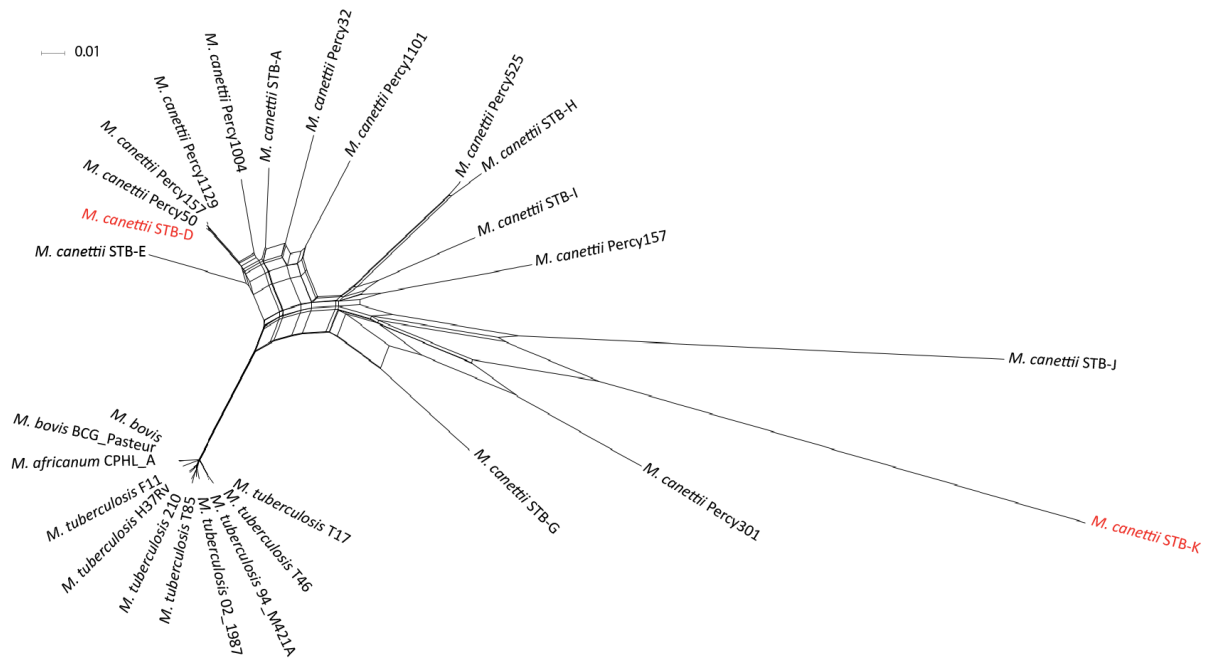 0.01
M. canettii Percy50
M. canettii Percy157
M. canettii Percy1129
M. canettii Percy1004
M. canettii STB-A
M. canettii Percy32
M. canettii Percy1101
M. canettii Percy525
M. canettii STB-H
M. canettii STB-I
M. canettii Percy157
M. canettii STB-D
M. canettii STB-E
M. canettii STB-J
M. canettii STB-K
M. canettii Percy301
M. canettii STB-G
M. bovis
M. bovis BCG_Pasteur
M. africanum CPHL_A
M. tuberculosis F11
M. tuberculosis H37Rv
M. tuberculosis 210
M. tuberculosis T85
M. tuberculosis 02_1987
M. tuberculosis 94_M421A
M. tuberculosis T46
M. tuberculosis T17